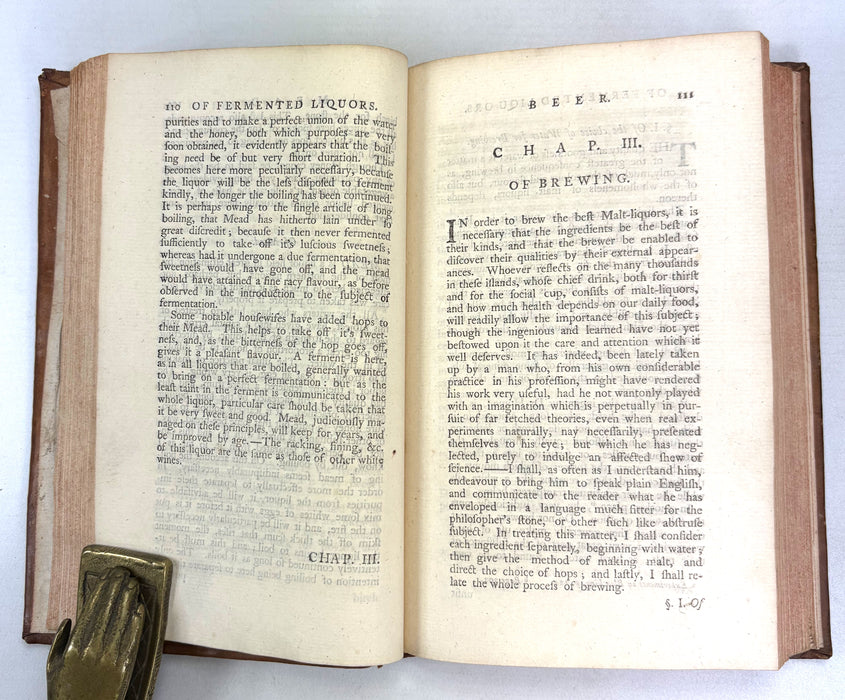 110 OF FERMENTED LIQUORS.
purities and to make a perfect union of the water
and the honey, both which purposes are very
ſoon obtained, it evidently appears that the boil-
ing need be of but very ſhort duration. This
becomes here more peculiarly neceſſary, becauſe
the liquor will be the leſs diſpoſed to ferment
kindly, the longer the boiling has been continued.
It is perhaps owing to the ſingle article of long
boiling, that Mead has hitherto lain under ſo
great diſcredit; becauſe it then never fermented
ſufficiently to take off it's luſcious ſweetneſs;
whereas had it undergone a due fermentation, that
ſweetneſs would have gone off, and the mead
would have attained a fine racy flavour, as before
obſerved in the introduction to the ſubject of
fermentation.
Some notable houſewifes have added hops to
their Mead. This helps to take off it's ſweet-
neſs, and, as the bitterneſs of the hop goes off,
gives it a pleaſant flavour. A ferment is here,
as in all liquors that are boiled, generally wanted
to bring on a perfect fermentation: but as the
leaſt taint in the ferment is communicated to the
whole liquor, particular care ſhould be taken that
it be very ſweet and good. Mead, judiciouſly ma-
naged on theſe principles, will keep for years, and
be improved by age.—The racking, fining, &c.
of this liquor are the ſame as thoſe of other white
wines.
CHAP. III.
BEER. 111
CHAP. III.
OF BREWING.
IN order to brew the beſt Malt-liquors, it is
neceſſary that the ingredients be the beſt of
their kinds, and that the brewer be enabled to
diſcover their qualities by their external appear-
ances. Whoever reflects on the many thouſands
in theſe iſlands, whoſe chief drink, both for thirſt
and for the ſocial cup, conſiſts of malt-liquors,
and how much health depends on our daily food,
will readily allow the importance of this ſubject;
though the ingenious and learned have not yet
beſtowed upon it the care and attention which it
well deſerves. It has indeed, been lately taken
up by a man who, from his own conſiderable
practice in his profeſſion, might have rendered
his work very uſeful, had he not wantonly played
with an imagination which is perpetually in pur-
ſuit of far fetched theories, even when real ex-
periments naturally, nay neceſſarily, preſented
themſelves to his eye; but which he has neg-
lected, purely to indulge an affected ſhew of
ſcience.——I ſhall, as often as I underſtand him,
endeavour to bring him to ſpeak plain Engliſh,
and communicate to the reader what he has
enveloped in a language much fitter for the
philoſopher's ſtone, or other ſuch like abſtruſe
ſubject. In treating this matter, I ſhall conſider
each ingredient ſeparately, beginning with water;
then give the method of making malt, and
direct the choice of hops; and laſtly, I ſhall re-
late the whole proceſs of brewing.
§. I. Of